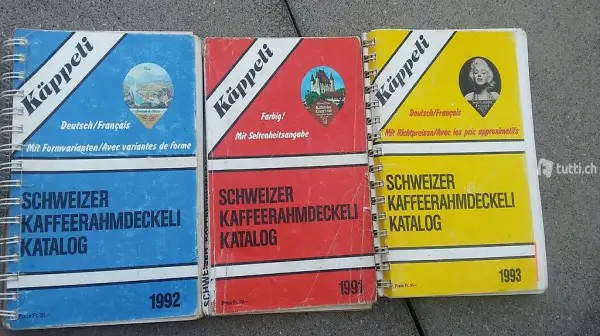 Käppeli
Deutsch/Français
Mit Formvarianten/Avec variantes de forme
SCHWEIZER
KAFFEERAHMDECKELI
KATALOG
1992
Käppeli
Farbig!
Mit Seltenheitsangabe
SCHWEIZER
KAFFEERAHMDECKELI
KATALOG
1991
Käppeli
Deutsch/Français
Mit Richtpreisen/Avec les prix approximatifs
SCHWEIZER
KAFFEERAHMDECKELI
KATALOG
1993
tutti.ch